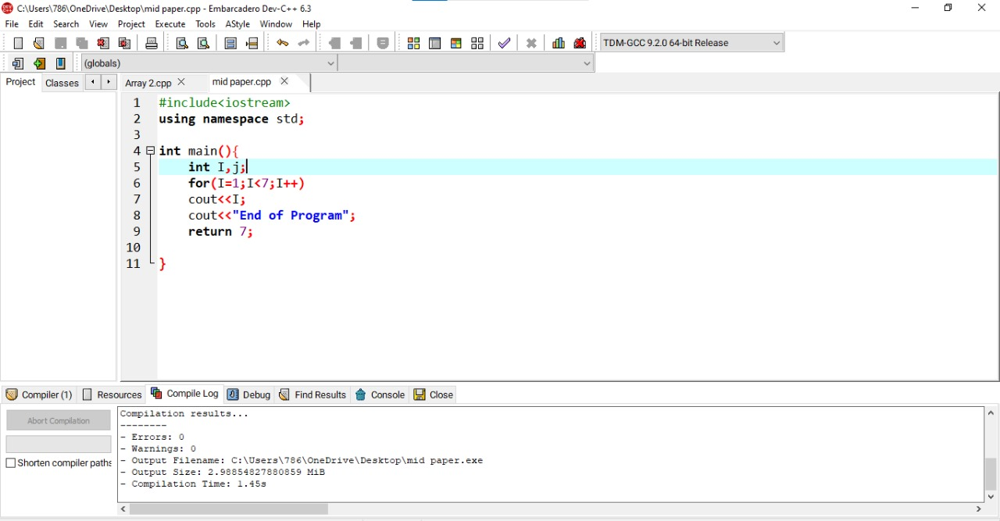 C:\Users\786\OneDrive\Desktop\mid paper.cpp - Embarcadero Dev-C++ 6.3
File Edit Search View Project Execute Tools AStyle Window Help
TDM-GCC 9.2.0 64-bit Release
(globals)
Project Classes Array 2.cpp mid paper.cpp
1 #include<iostream>
2 using namespace std;
3
4 int main(){
5 int I,j;
6 for(I=1;I<7;I++)
7 cout<<I;
8 cout<<"End of Program";
9 return 7;
10
11 }
Compiler (1) Resources Compile Log Debug Find Results Console Close
Abort Compilation
Shorten compiler paths
Compilation results...
--------
- Errors: 0
- Warnings: 0
- Output Filename: C:\Users\786\OneDrive\Desktop\mid paper.exe
- Output Size: 2.98854827880859 MiB
- Compilation Time: 1.45s